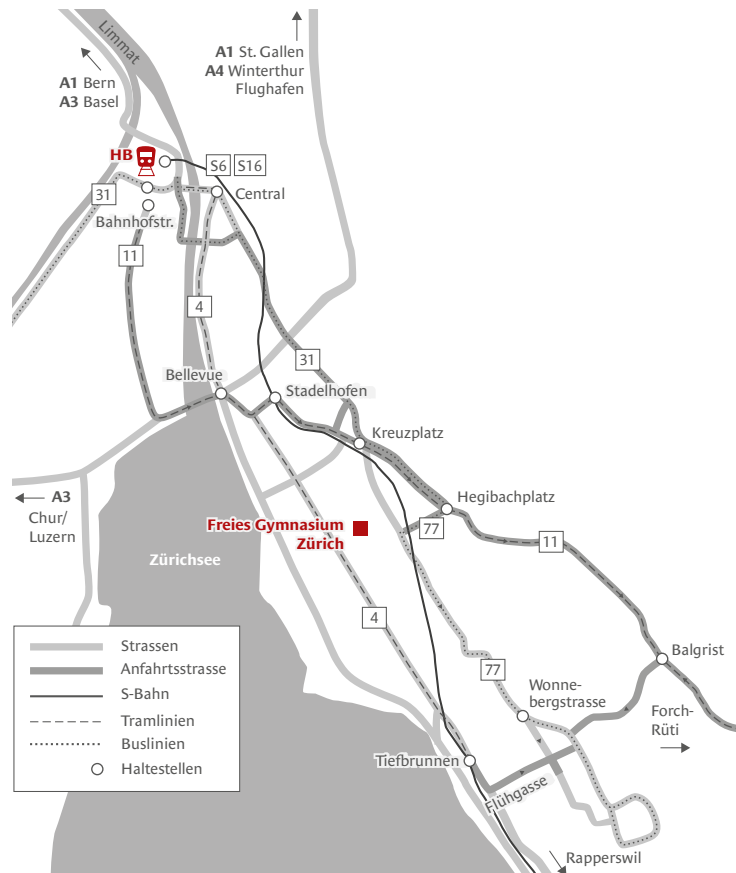 Limmat
A1 St. Gallen
A4 Winterthur
Flughafen
A1 Bern
A3 Basel
HB
S6
S16
31
Central
Bahnhofstr.
11
4
31
Bellevue
Stadelhofen
Kreuzplatz
A3
Chur/
Luzern
Hegibachplatz
Freies Gymnasium
Zürich
77
11
Zürichsee
4
Strassen
Anfahrtsstrasse
S-Bahn
Tramlinien
Buslinien
Haltestellen
77
Balgrist
Wonne-
bergstrasse
Forch-
Rüti
Tiefbrunnen
Flühgasse
Rapperswil